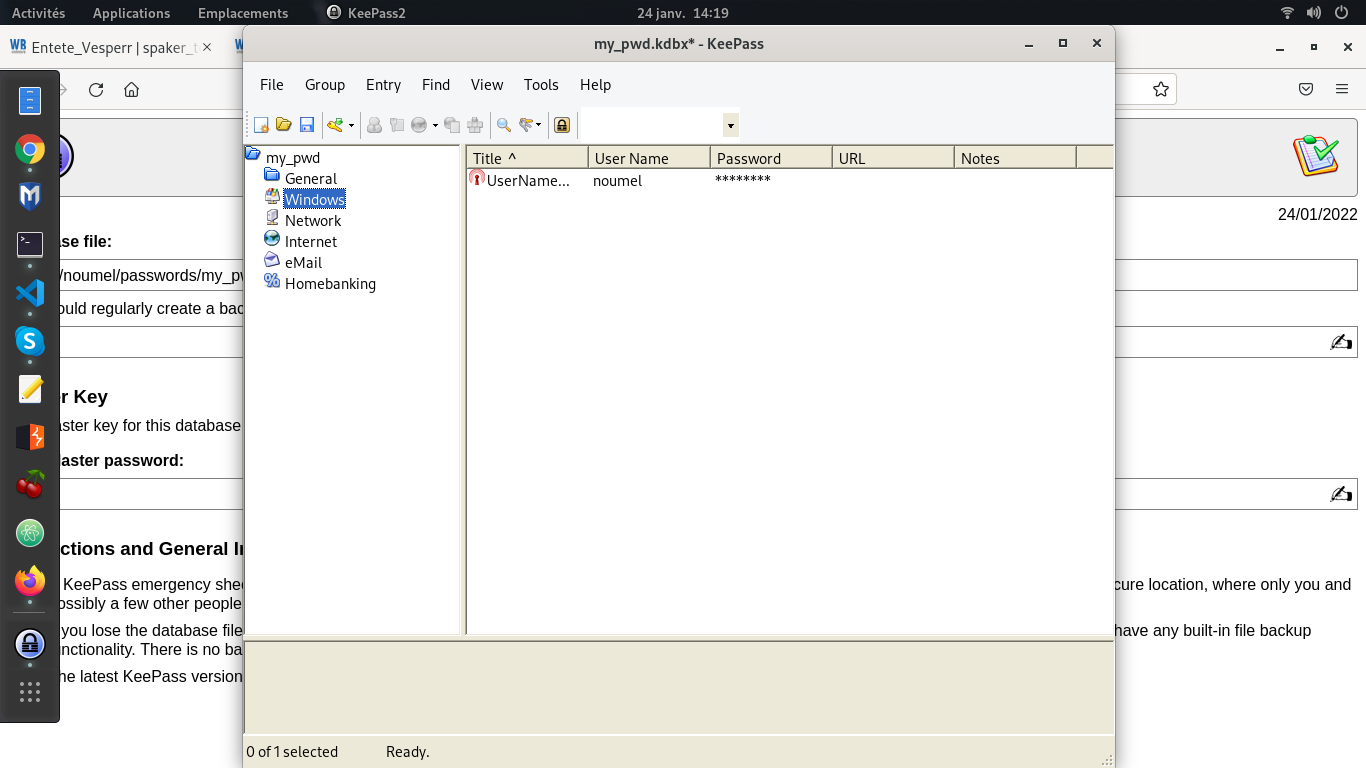 Activités Applications Emplacements KeePass2 24 janv. 14:19
Entete_Vesperr | spaker_t
my_pwd.kdbx* - KeePass
File Group Entry Find View Tools Help
my_pwd
General
Windows
Network
Internet
eMail
Homebanking
Title ^ User Name Password URL Notes
UserName... noumel ********
24/01/2022
ase file:
/noumel/passwords/my_pw
ould regularly create a bac
er Key
aster key for this database
laster password:
ctions and General In
KeePass emergency shee
cure location, where only you and
ossibly a few other people
you lose the database file
have any built-in file backup
nctionality. There is no ba
he latest KeePass version
0 of 1 selected Ready.